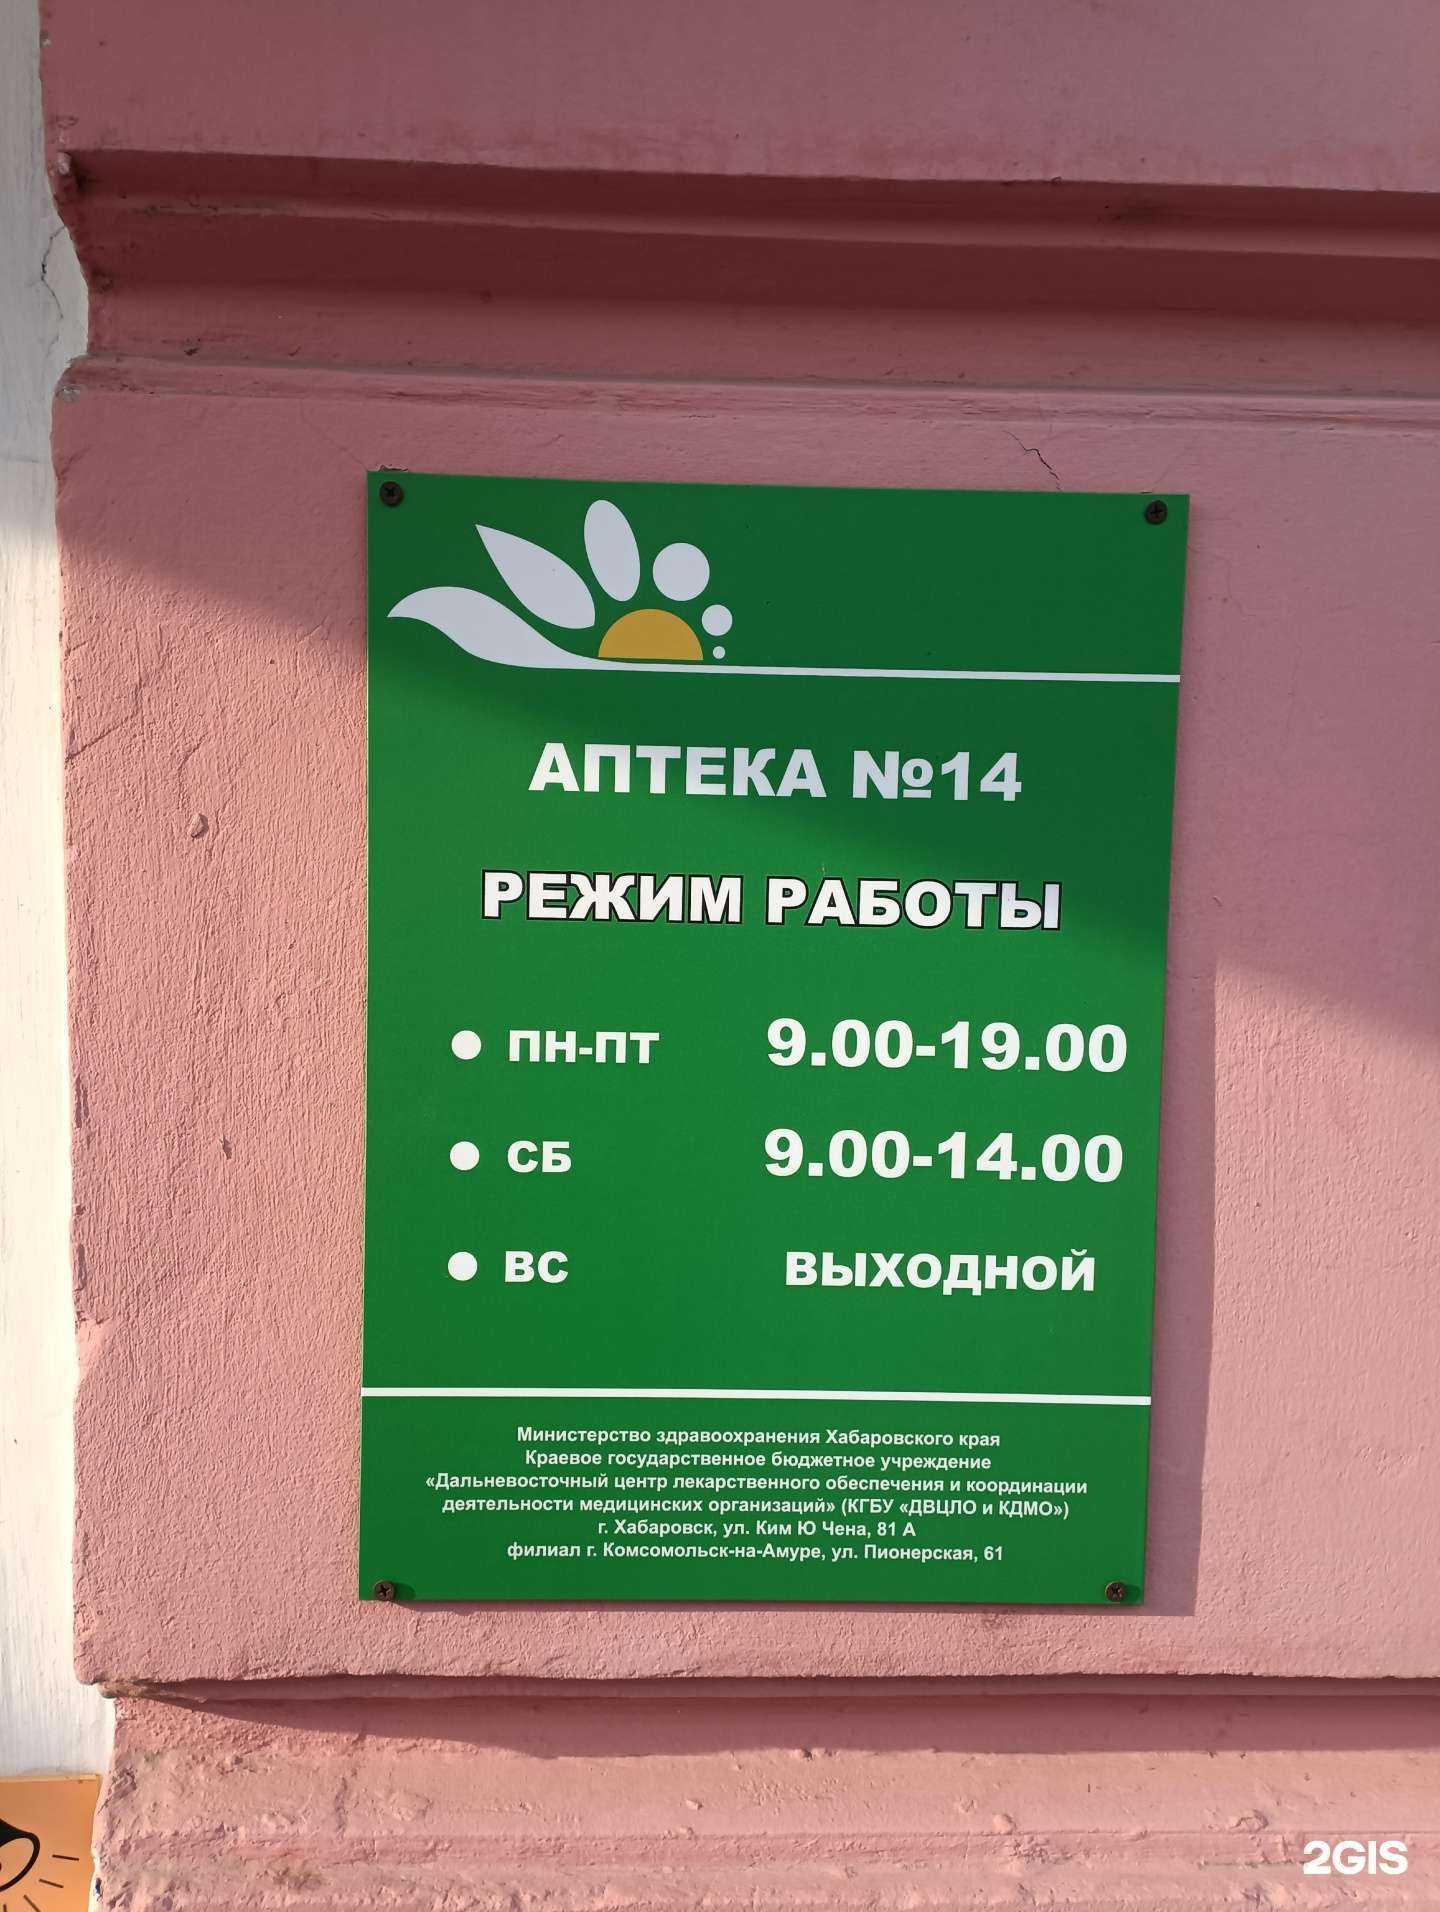 АПТЕКА №14
РЕЖИМ РАБОТЫ
ПН-ПТ 9.00-19.00
СБ 9.00-14.00
ВС ВЫХОДНОЙ
Министерство здравоохранения Хабаровского края
Краевое государственное бюджетное учреждение
«Дальневосточный центр лекарственного обеспечения и координации
деятельности медицинских организаций» (КГБУ «ДВЦЛО и КДМО»)
г. Хабаровск, ул. Ким Ю Чена, 81 А
филиал г. Комсомольск-на-Амуре, ул. Пионерская, 61
2GIS